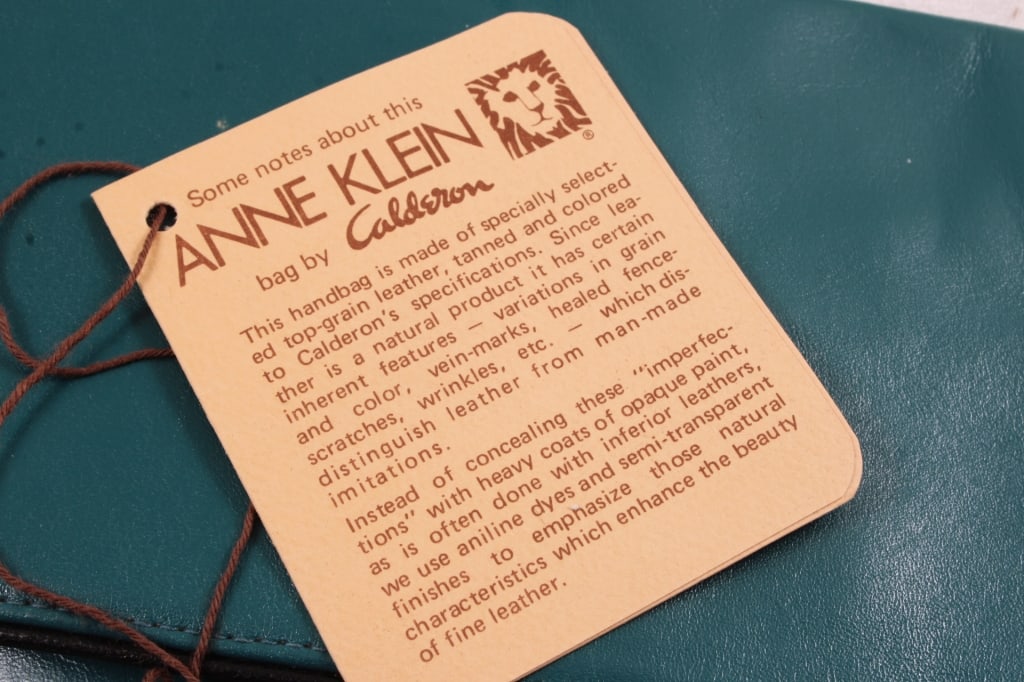 Some notes about this
ANNE KLEIN ®
bag by Calderon
This handbag is made of specially select-
ed top-grain leather, tanned and colored
to Calderon's specifications. Since lea-
ther is a natural product it has certain
inherent features — variations in grain
and color, vein-marks, healed fence-
scratches, wrinkles, etc. — which dis-
distinguish leather from man-made
imitations.
Instead of concealing these "imperfec-
tions" with heavy coats of opaque paint,
as is often done with inferior leathers,
we use aniline dyes and semi-transparent
finishes to emphasize those natural
characteristics which enhance the beauty
of fine leather.